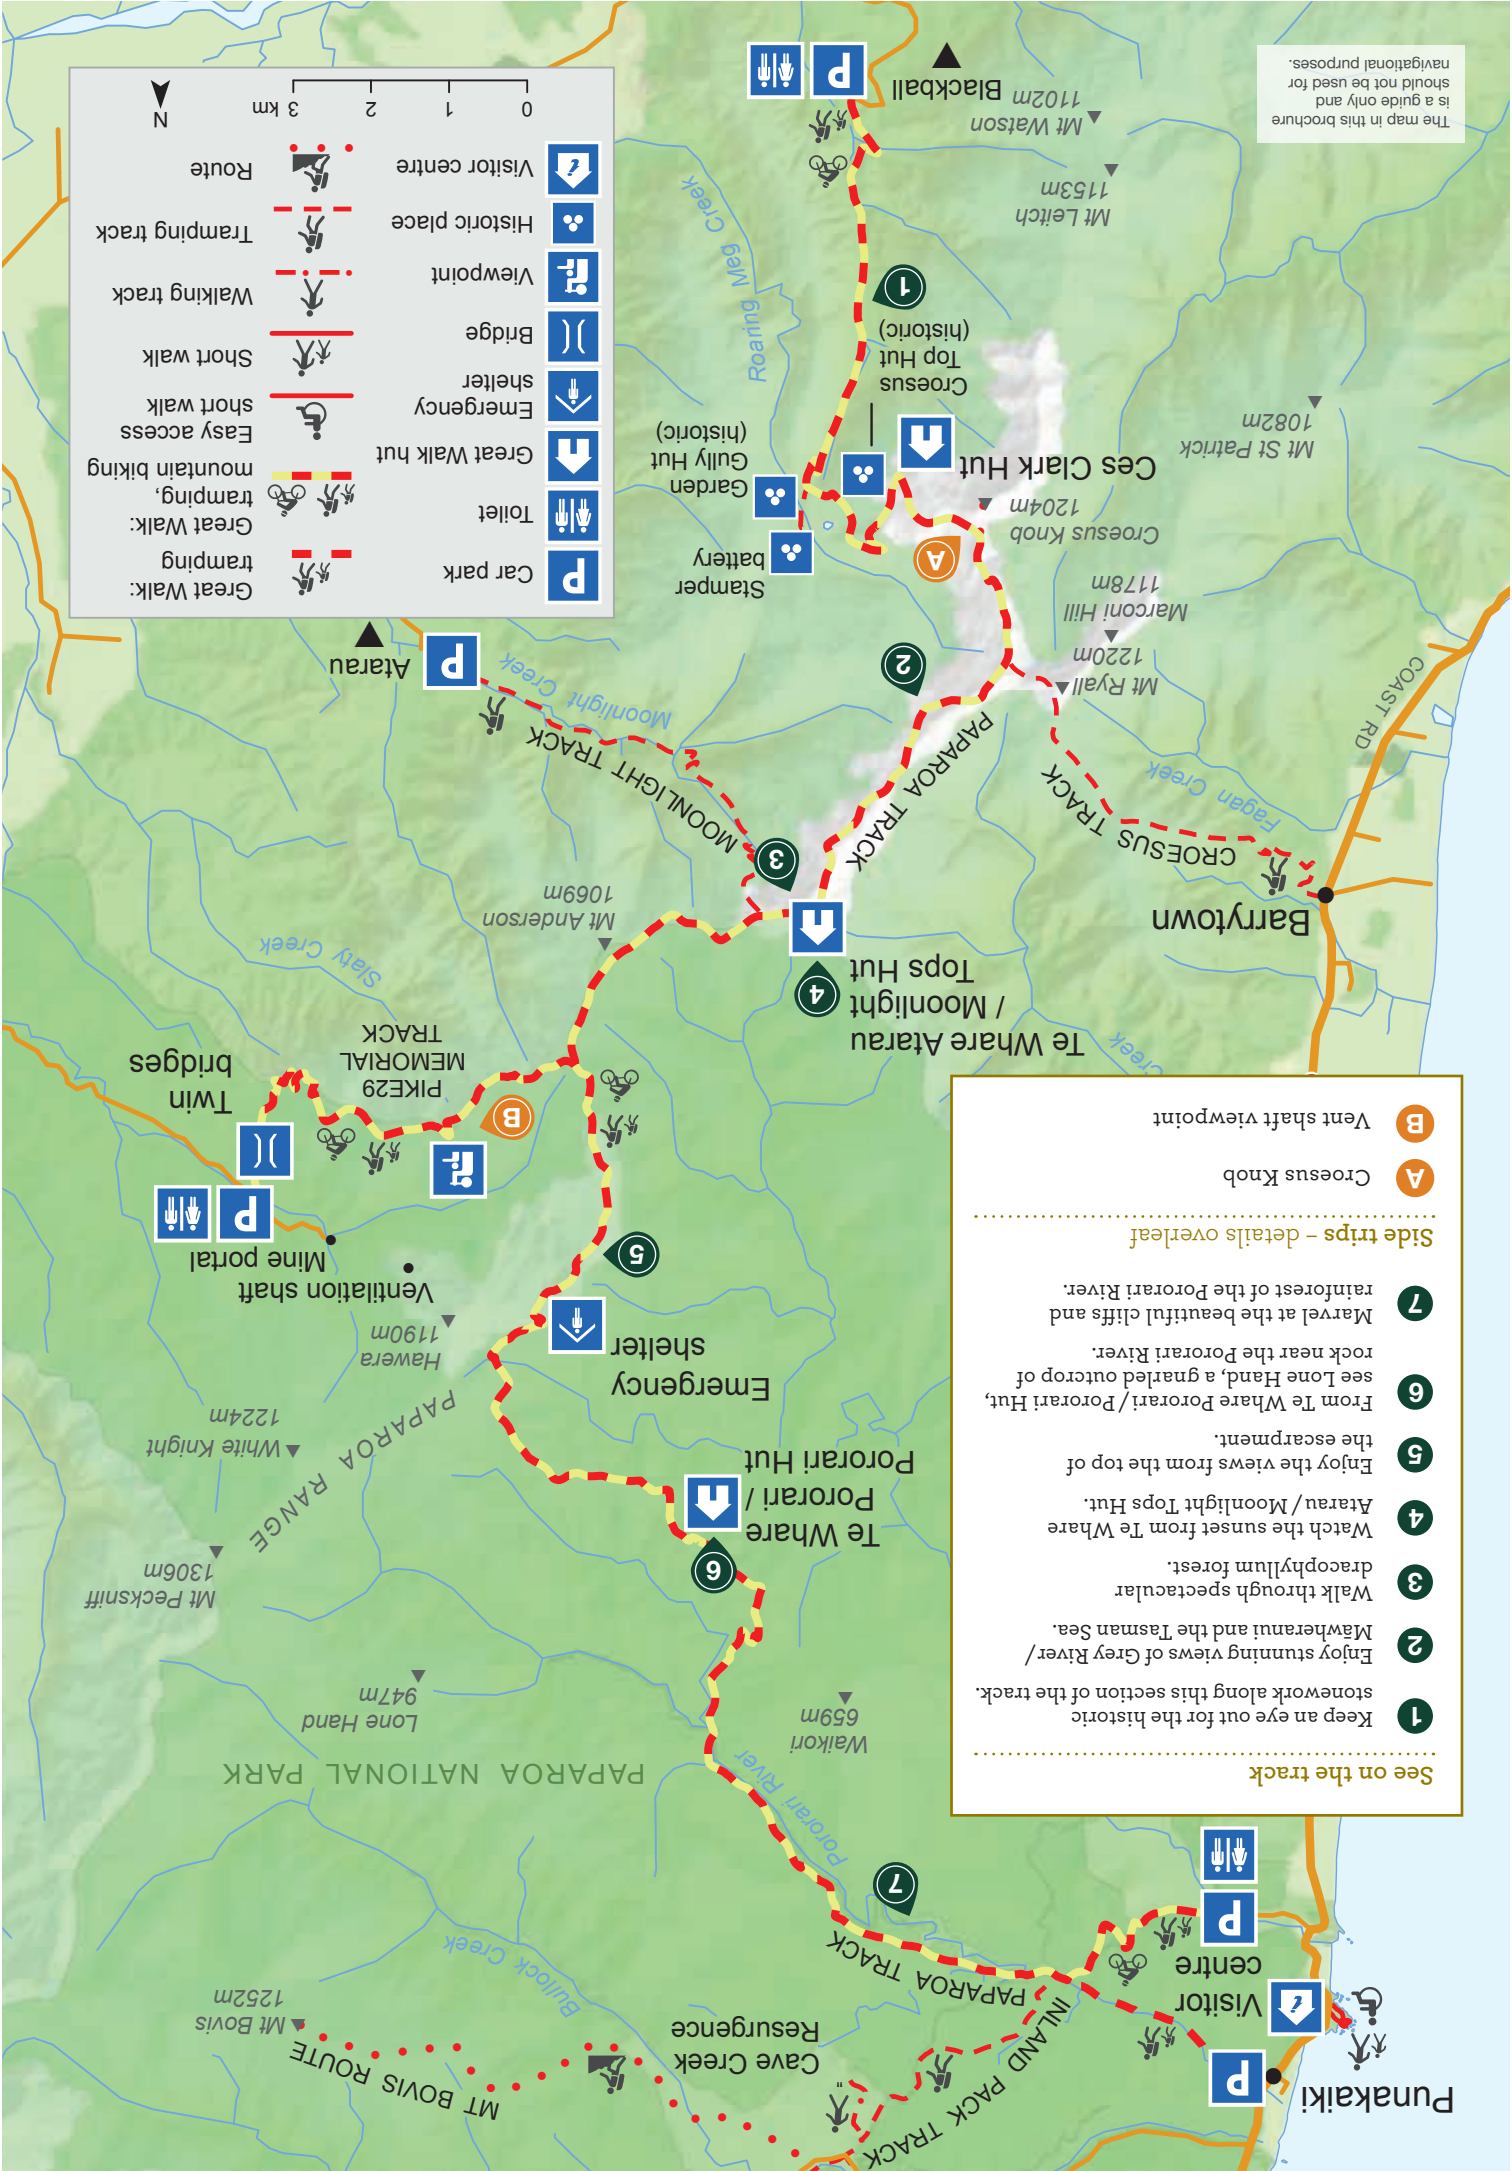 Punakaiki
Visitor
centre
INLAND PACK TRACK
Cave Creek
Resurgence
MT BOVIS ROUTE
Mt Bovis
1252m
Bullock Creek
PAPAROA TRACK
7
Pororari River
PAPAROA NATIONAL PARK
Waikori
659m
Lone Hand
947m
Mt Pecksniff
1306m
6
Te Whare
Pororari /
Pororari Hut
PAPAROA RANGE
White Knight
1224m
Hawera
1190m
Emergency
shelter
Ventilation shaft
Mine portal
5
B
Twin
bridges
PIKE29
MEMORIAL
TRACK
Slaty Creek
Te Whare Atarau
/ Moonlight
Tops Hut
4
Mt Anderson
1069m
3
Creek
Barrytown
CROESUS TRACK
Fagan Creek
COAST RD
PAPAROA TRACK
MOONLIGHT TRACK
Moonlight Creek
Atarau
2
Mt Ryall
1220m
Marconi Hill
1178m
A
Croesus Knob
1204m
Ces Clark Hut
Mt St Patrick
1082m
Stamper
battery
Garden
Gully Hut
(historic)
Croesus
Top Hut
(historic)
1
Roaring Meg Creek
Mt Leitch
1153m
Mt Watson
1102m
Blackball
See on the track
1 Keep an eye out for the historic
stonework along this section of the track.
2 Enjoy stunning views of Grey River/
Māwheranui and the Tasman Sea.
3 Walk through spectacular
dracophyllum forest.
4 Watch the sunset from Te Whare
Atarau/Moonlight Tops Hut.
5 Enjoy the views from the top of
the escarpment.
6 From Te Whare Pororari/Pororari Hut,
see Lone Hand, a gnarled outcrop of
rock near the Pororari River.
7 Marvel at the beautiful cliffs and
rainforest of the Pororari River.
Side trips – details overleaf
A Croesus Knob
B Vent shaft viewpoint
P Car park
Toilet
Great Walk hut
Emergency
shelter
Bridge
Viewpoint
Historic place
Visitor centre
Great Walk:
tramping
Great Walk:
tramping,
mountain biking
Easy access
short walk
Short walk
Walking track
Tramping track
Route
0 1 2 3 km
N
The map in this brochure
is a guide only and
should not be used for
navigational purposes.